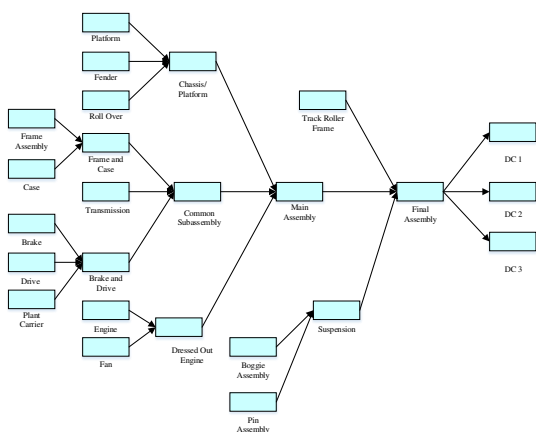 Platform
Fender
Roll Over
Chassis/
Platform
Frame
Assembly
Case
Frame and
Case
Transmission
Common
Subassembly
Brake
Drive
Plant
Carrier
Brake and
Drive
Engine
Fan
Dressed Out
Engine
Main
Assembly
Track Roller
Frame
Boggie
Assembly
Pin
Assembly
Suspension
Final
Assembly
DC 1
DC 2
DC 3